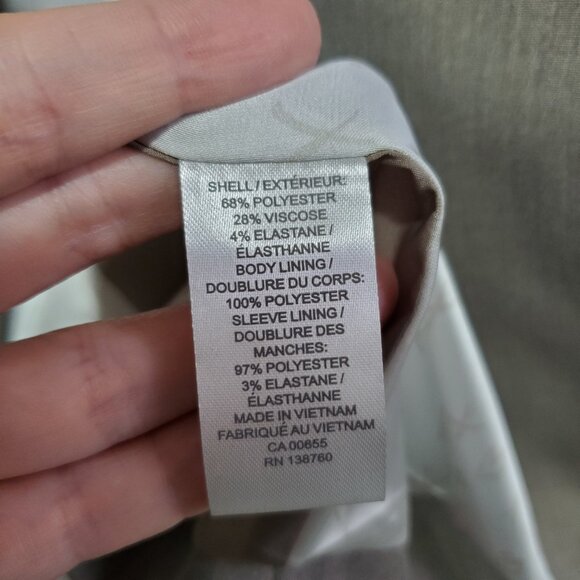 SHELL / EXTÉRIEUR:
68% POLYESTER
28% VISCOSE
4% ELASTANE /
ÉLASTHANNE
BODY LINING /
DOUBLURE DU CORPS:
100% POLYESTER
SLEEVE LINING /
DOUBLURE DES
MANCHES:
97% POLYESTER
3% ELASTANE /
ÉLASTHANNE
MADE IN VIETNAM
FABRIQUÉ AU VIETNAM
CA 00655
RN 138760